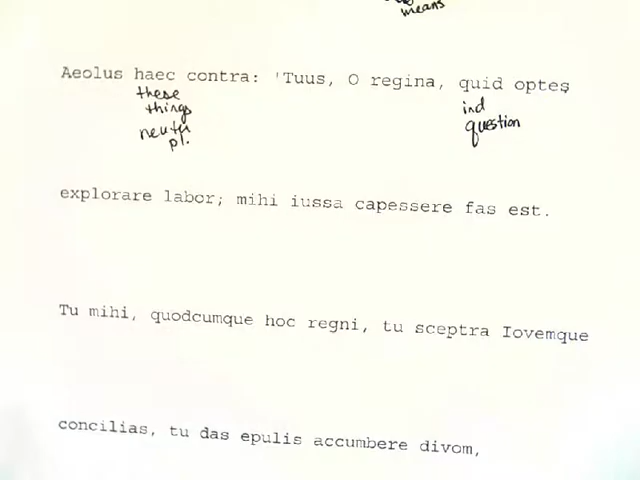 means
Aeolus haec contra: 'Tuus, O regina, quid optes
these
things
neuter
pl.
ind
question
explorare labor; mihi iussa capessere fas est.
Tu mihi, quodcumque hoc regni, tu sceptra Iovemque
concilias, tu das epulis accumbere divom,